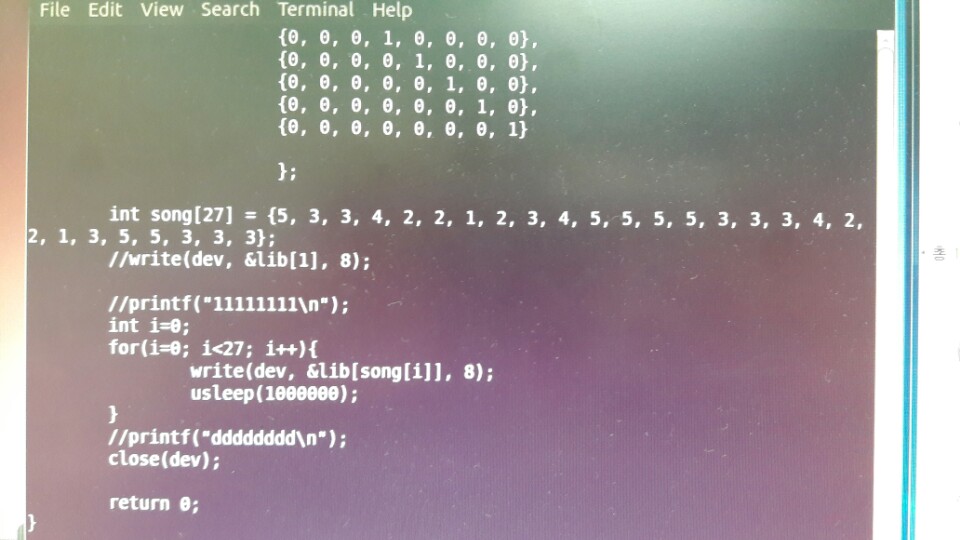 File Edit View Search Terminal Help
{0, 0, 0, 1, 0, 0, 0, 0},
{0, 0, 0, 0, 1, 0, 0, 0},
{0, 0, 0, 0, 0, 1, 0, 0},
{0, 0, 0, 0, 0, 0, 1, 0},
{0, 0, 0, 0, 0, 0, 0, 1}
};
int song[27] = {5, 3, 3, 4, 2, 2, 1, 2, 3, 4, 5, 5, 5, 5, 3, 3, 3, 4, 2,
2, 1, 3, 5, 5, 3, 3, 3};
//write(dev, &lib[1], 8);
//printf("11111111\n");
int i=0;
for(i=0; i<27; i++){
write(dev, &lib[song[i]], 8);
usleep(1000000);
}
//printf("dddddddd\n");
close(dev);
return 0;
}
총